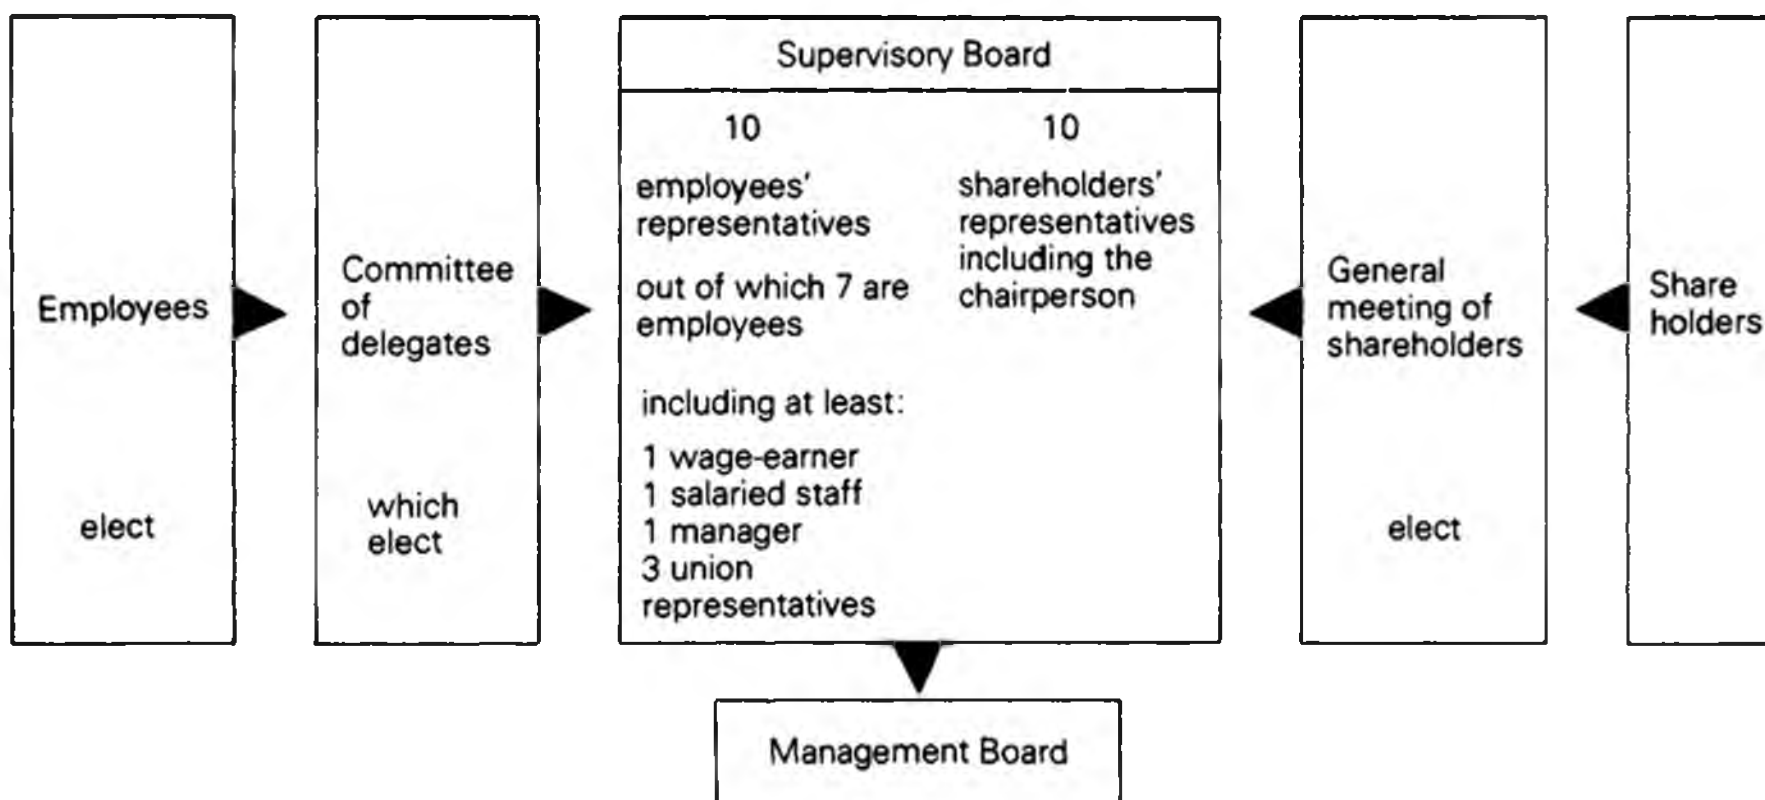 Employees
elect
Committee
of
delegates
which
elect
Supervisory Board
10
employees'
representatives
out of which 7 are
employees
including at least:
1 wage-earner
1 salaried staff
1 manager
3 union
representatives
10
shareholders'
representatives
including the
chairperson
General
meeting of
shareholders
elect
Share
holders
Management Board